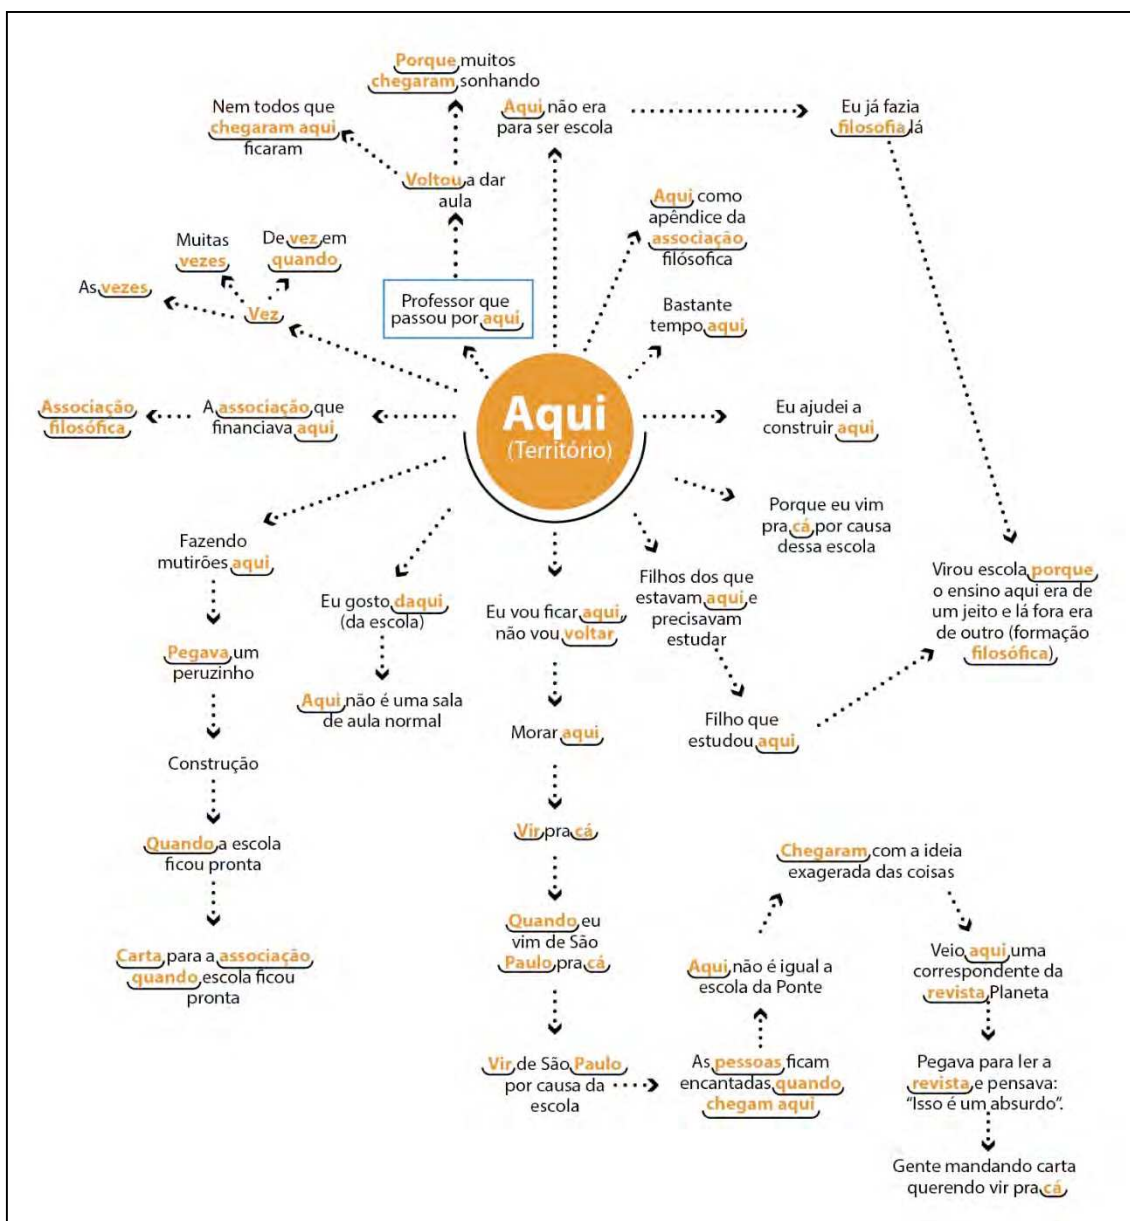 Porque muitos
chegaram sonhando
Nem todos que
chegaram aqui
ficaram
Aqui não era
para ser escola
Eu já fazia
filosofia lá
Voltou a dar
aula
Aqui como
apêndice da
associação
filósofica
Muitas
vezes
De vez em
quando
As vezes
Vez
Professor que
passou por aqui
Bastante
tempo aqui
Aqui
(Território)
Associação
filosófica
A associação que
financiava aqui
Eu ajudei a
construir aqui
Porque eu vim
pra cá por causa
dessa escola
Fazendo
mutirões aqui
Eu gosto daqui
(da escola)
Eu vou ficar aqui
não vou voltar
Filhos dos que
estavam aqui e
precisavam
estudar
Virou escola porque
o ensino aqui era de
um jeito e lá fora era
de outro (formação
filosófica)
Pegava um
peruzinho
Aqui não é uma sala
de aula normal
Morar aqui
Filho que
estudou aqui
Construção
Vir pra cá
Quando a escola
ficou pronta
Chegaram com a ideia
exagerada das coisas
Carta para a associação
quando escola ficou
pronta
Quando eu
vim de São
Paulo pra cá
Aqui não é igual a
escola da Ponte
Veio aqui uma
correspondente da
revista Planeta
Vir de São Paulo
por causa da
escola
As pessoas ficam
encantadas quando
chegam aqui
Pegava para ler a
revista e pensava:
“Isso é um absurdo”.
Gente mandando carta
querendo vir pra cá